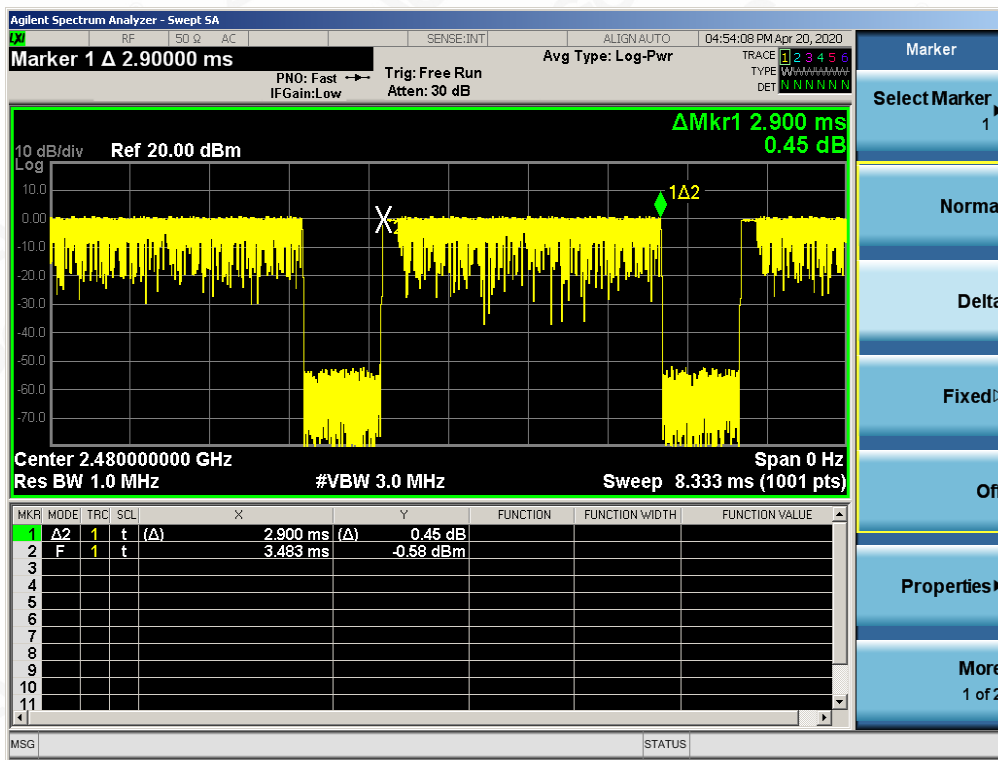 Agilent Spectrum Analyzer - Swept SA
LXI RF 50 Ω AC SENSE:INT ALIGN AUTO 04:54:08 PM Apr 20, 2020
Marker 1 Δ 2.90000 ms
PNO: Fast
IFGain:Low
Trig: Free Run
Atten: 30 dB
Avg Type: Log-Pwr
TRACE 1 2 3 4 5 6
TYPE
DET N N N N N N
ΔMkr1 2.900 ms
0.45 dB
10 dB/div Ref 20.00 dBm
Log
10.0
0.00
-10.0
-20.0
-30.0
-40.0
-50.0
-60.0
-70.0
1Δ2
Center 2.480000000 GHz Span 0 Hz
Res BW 1.0 MHz #VBW 3.0 MHz Sweep 8.333 ms (1001 pts)
MKR MODE TRC SCL X Y FUNCTION FUNCTION WIDTH FUNCTION VALUE
1 Δ2 1 t (Δ) 2.900 ms (Δ) 0.45 dB
2 F 1 t 3.483 ms -0.58 dBm
3
4
5
6
7
8
9
10
11
MSG STATUS
Marker
Select Marker
1
Norma
Delta
Fixed
Of
Properties
More
1 of 2